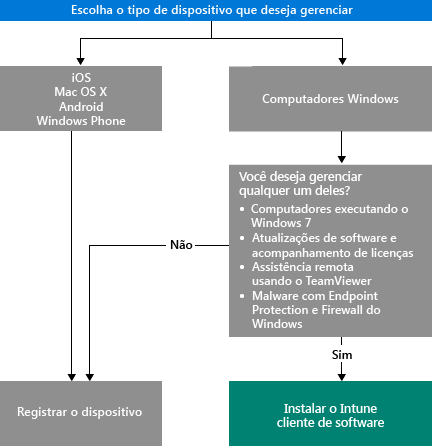 Escolha o tipo de dispositivo que deseja gerenciar
iOS
Mac OS X
Android
Windows Phone
Computadores Windows
Você deseja gerenciar
qualquer um deles?
• Computadores executando o
Windows 7
• Atualizações de software e
acompanhamento de licenças
• Assistência remota
usando o TeamViewer
• Malware com Endpoint
Protection e Firewall do
Windows
Não
Sim
Registrar o dispositivo
Instalar o Intune
cliente de software